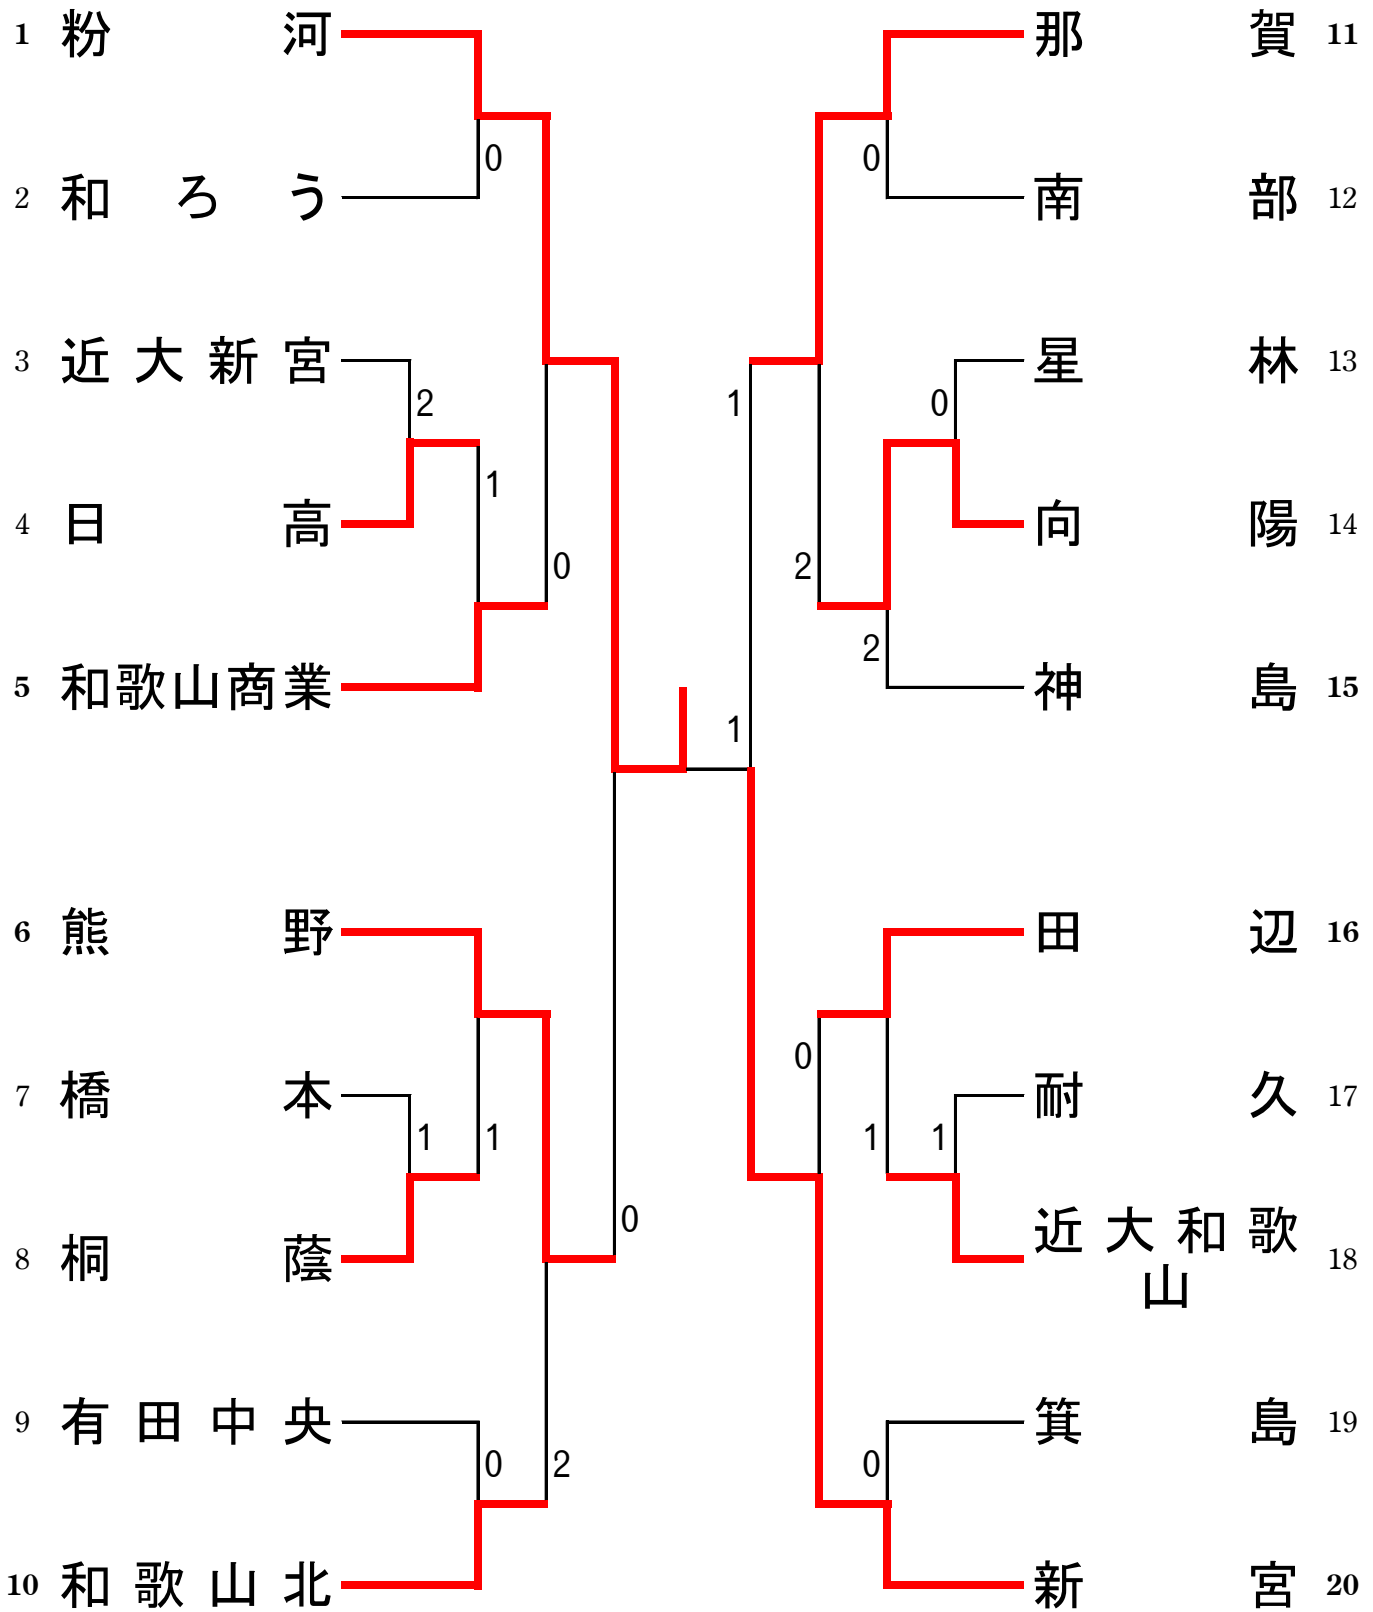 1 粉河
0
2 和ろう
3 近大新宮
2
4 日高
1
0
5 和歌山商業
6 熊野
7 橋本
1
1
8 桐蔭
0
9 有田中央
0
2
10 和歌山北
那賀 11
0
南部 12
星林 13
1
0
向陽 14
2
2
神島 15
1
田辺 16
0
耐久 17
1
1
近大和歌
山
18
箕島 19
0
新宮 20